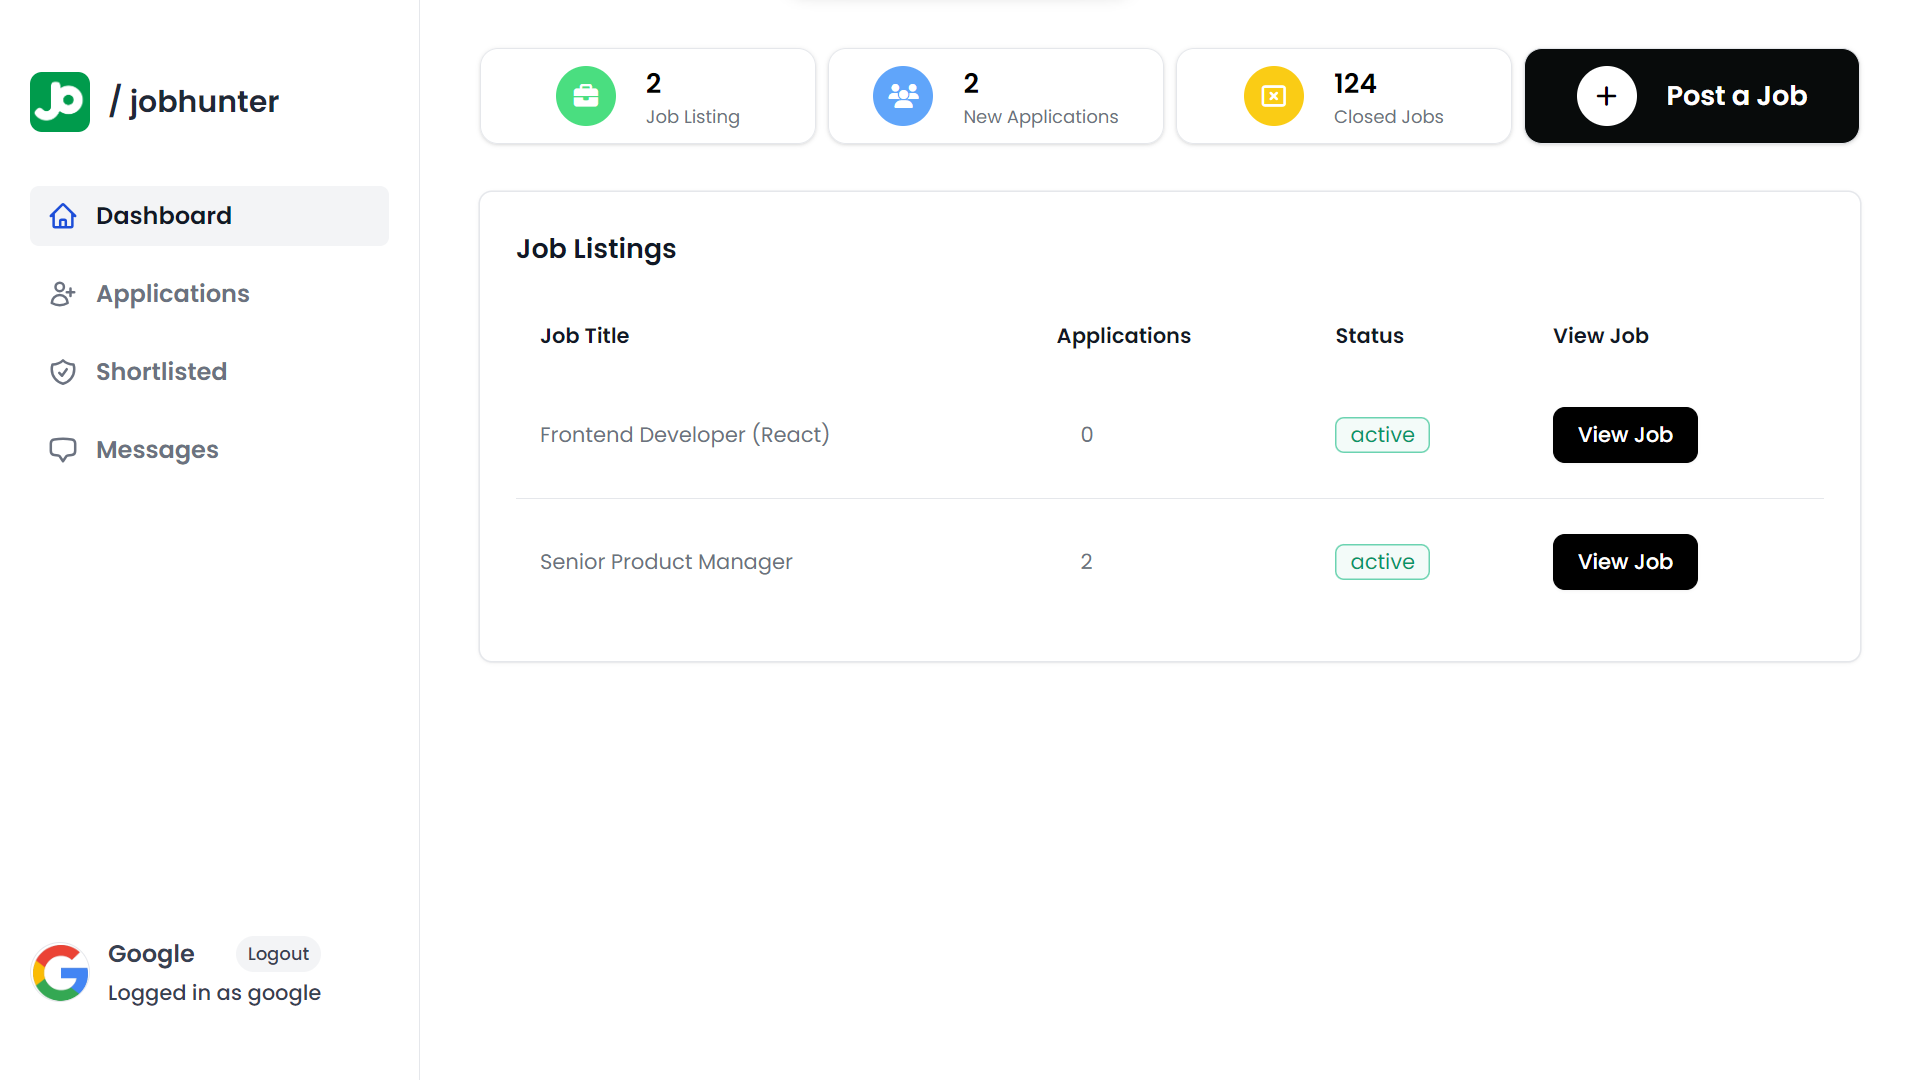 Jo / jobhunter
Dashboard
Applications
Shortlisted
Messages
Google Logout
Logged in as google
2
Job Listing
2
New Applications
124
Closed Jobs
+ Post a Job
Job Listings
Job Title Applications Status View Job
Frontend Developer (React) 0 active View Job
Senior Product Manager 2 active View Job